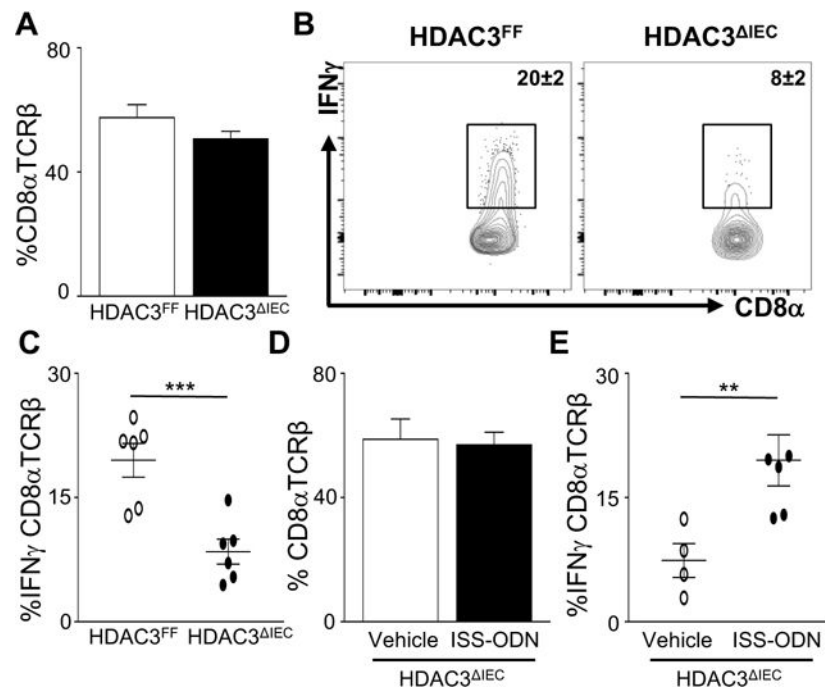 A
%CD8αTCRβ
80
40
0
HDAC3FF HDAC3ΔIEC
B
HDAC3FF HDAC3ΔIEC
IFNγ
20±2
8±2
CD8α
C
%IFNγ CD8αTCRβ
30
15
0
***
HDAC3FF HDAC3ΔIEC
D
% CD8αTCRβ
80
40
0
Vehicle ISS-ODN
HDAC3ΔIEC
E
%IFNγ CD8αTCRβ
30
15
0
**
Vehicle ISS-ODN
HDAC3ΔIEC